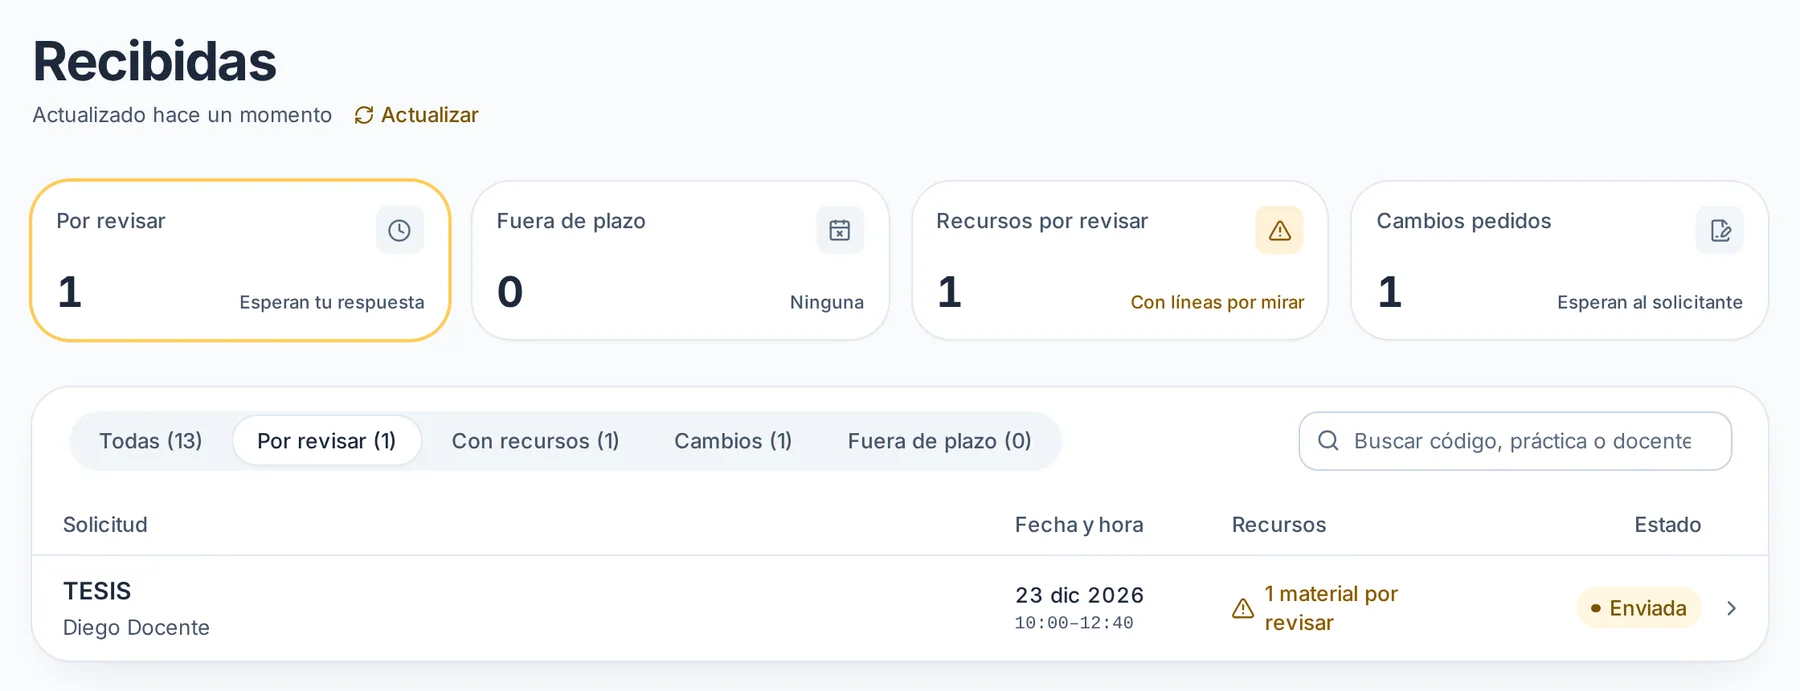 Recibidas
Actualizado hace un momento Actualizar
Por revisar
1 Esperan tu respuesta
Fuera de plazo
0 Ninguna
Recursos por revisar
1 Con líneas por mirar
Cambios pedidos
1 Esperan al solicitante
Todas (13) Por revisar (1) Con recursos (1) Cambios (1) Fuera de plazo (0) Buscar código, práctica o docente
Solicitud Fecha y hora Recursos Estado
TESIS
Diego Docente
23 dic 2026
10:00–12:40
1 material por
revisar
Enviada